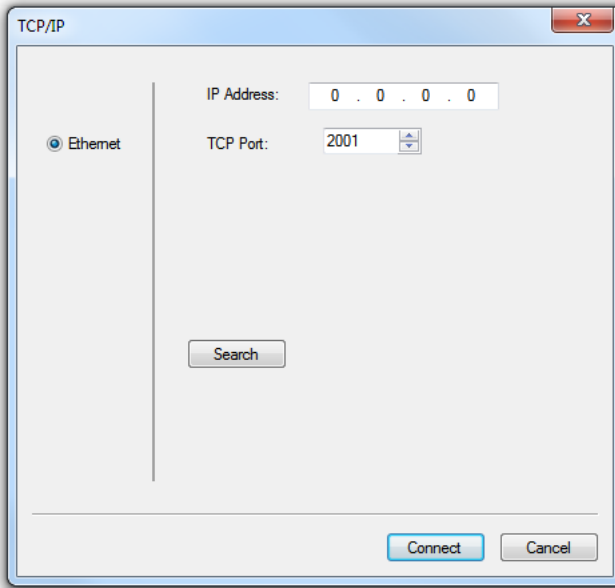 TCP/IP
IP Address: 0 . 0 . 0 . 0
Ethernet TCP Port: 2001
Search
Connect Cancel